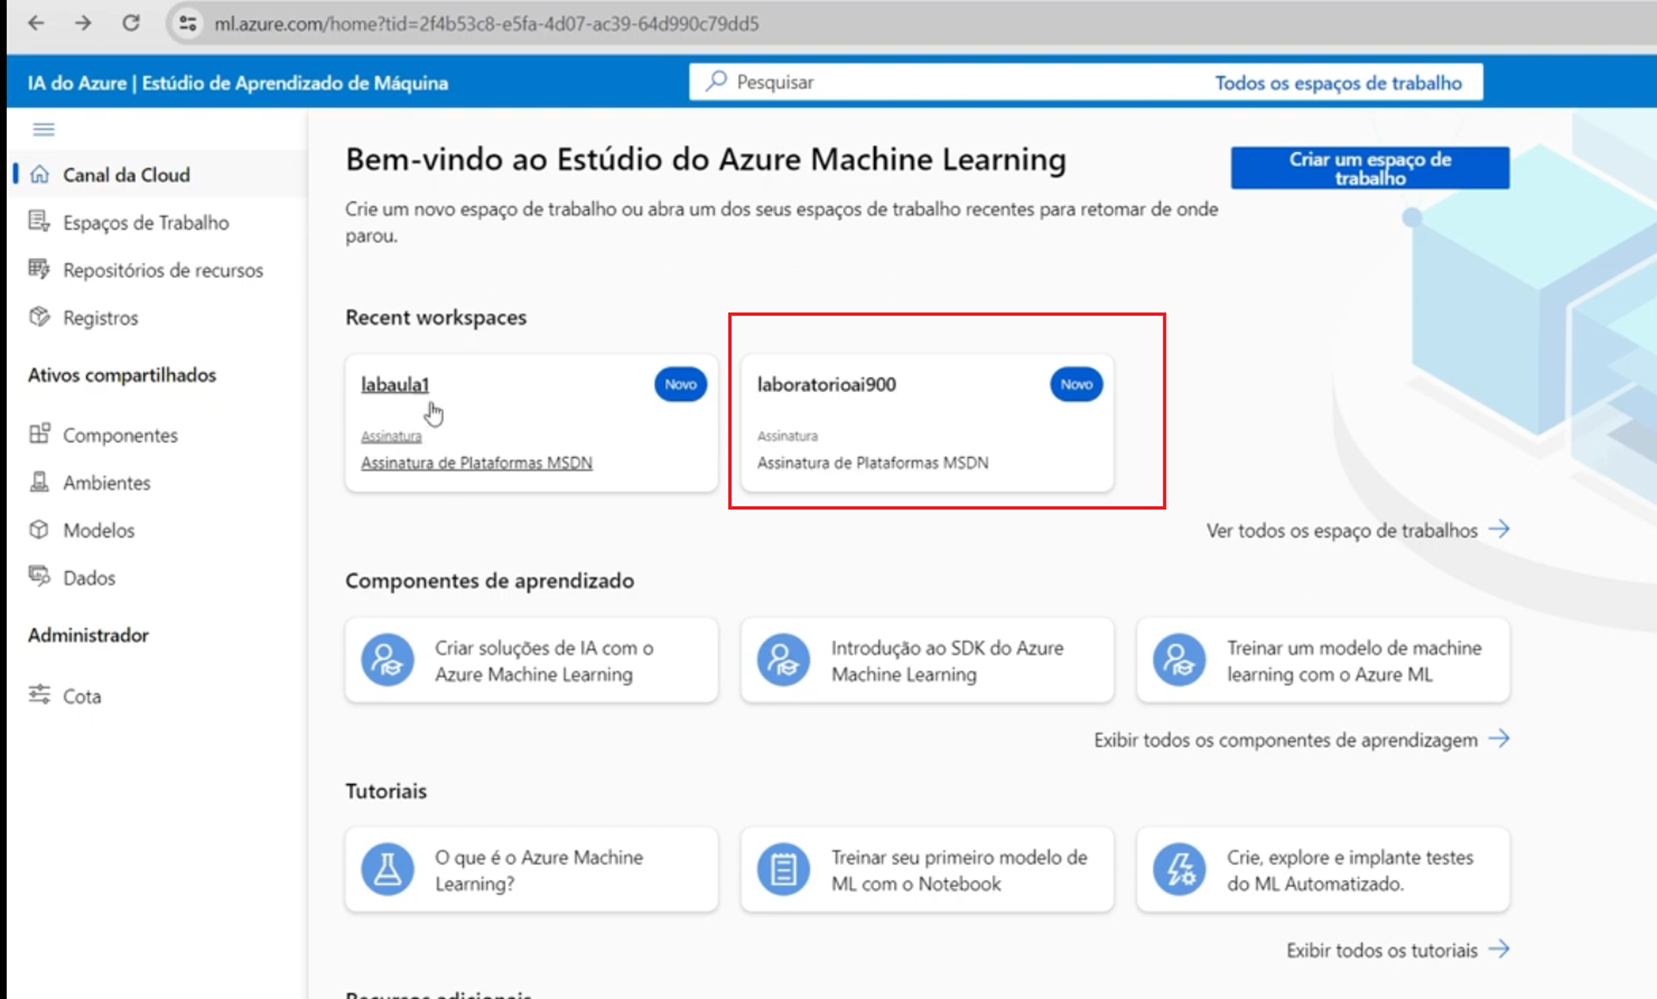 ml.azure.com/home?tid=2f4b53c8-e5fa-4d07-ac39-64d990c79dd5
IA do Azure | Estúdio de Aprendizado de Máquina
Pesquisar
Todos os espaços de trabalho
Canal da Cloud
Espaços de Trabalho
Repositórios de recursos
Registros
Ativos compartilhados
Componentes
Ambientes
Modelos
Dados
Administrador
Cota
Bem-vindo ao Estúdio do Azure Machine Learning
Criar um espaço de
trabalho
Crie um novo espaço de trabalho ou abra um dos seus espaços de trabalho recentes para retomar de onde
parou.
Recent workspaces
labaula1
Novo
Assinatura
Assinatura de Plataformas MSDN
laboratorioai900
Novo
Assinatura
Assinatura de Plataformas MSDN
Ver todos os espaço de trabalhos
Componentes de aprendizado
Criar soluções de IA com o
Azure Machine Learning
Introdução ao SDK do Azure
Machine Learning
Treinar um modelo de machine
learning com o Azure ML
Exibir todos os componentes de aprendizagem
Tutoriais
O que é o Azure Machine
Learning?
Treinar seu primeiro modelo de
ML com o Notebook
Crie, explore e implante testes
do ML Automatizado.
Exibir todos os tutoriais
Recursos adicionais